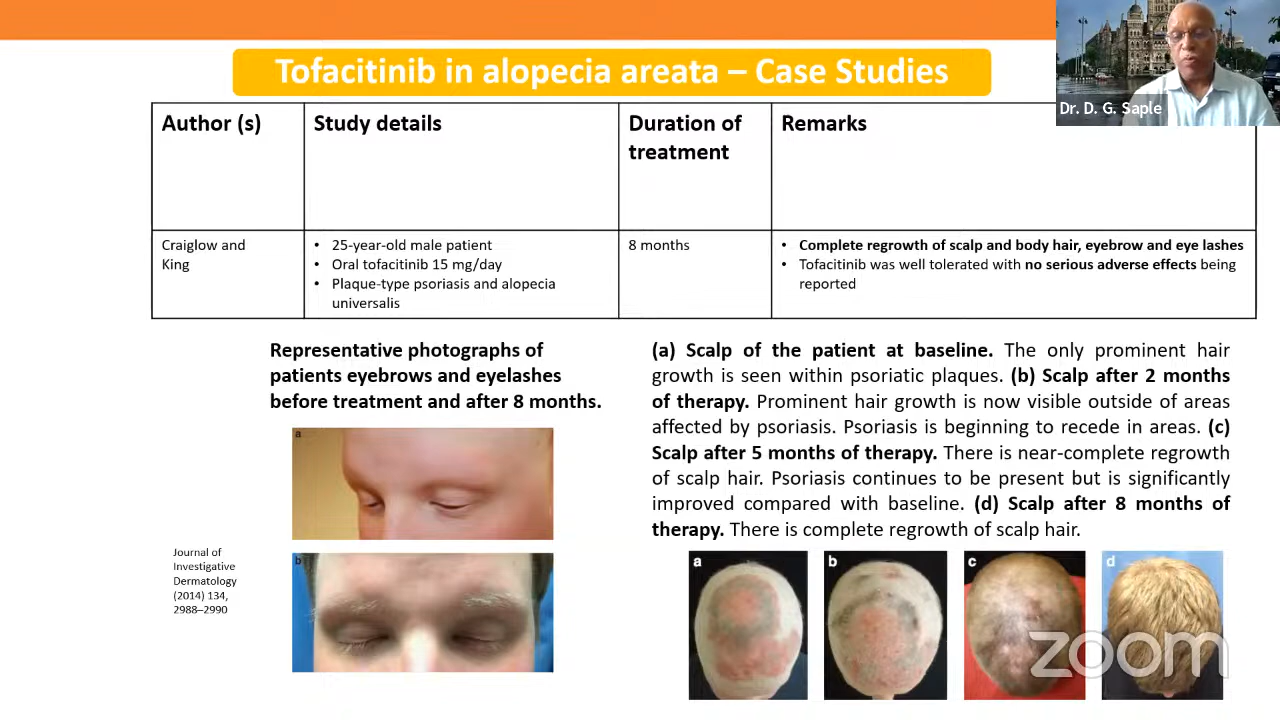 Tofacitinib in alopecia areata – Case Studies
Dr. D. G. Saple
Author (s)
Study details
Duration of
treatment
Remarks
Craiglow and
King
• 25-year-old male patient
• Oral tofacitinib 15 mg/day
• Plaque-type psoriasis and alopecia
universalis
8 months
• Complete regrowth of scalp and body hair, eyebrow and eye lashes
• Tofacitinib was well tolerated with no serious adverse effects being
reported
Representative photographs of
patients eyebrows and eyelashes
before treatment and after 8 months.
a
b
Journal of
Investigative
Dermatology
(2014) 134,
2988–2990
(a) Scalp of the patient at baseline. The only prominent hair
growth is seen within psoriatic plaques. (b) Scalp after 2 months
of therapy. Prominent hair growth is now visible outside of areas
affected by psoriasis. Psoriasis is beginning to recede in areas. (c)
Scalp after 5 months of therapy. There is near-complete regrowth
of scalp hair. Psoriasis continues to be present but is significantly
improved compared with baseline. (d) Scalp after 8 months of
therapy. There is complete regrowth of scalp hair.
a
b
c
d
zoom